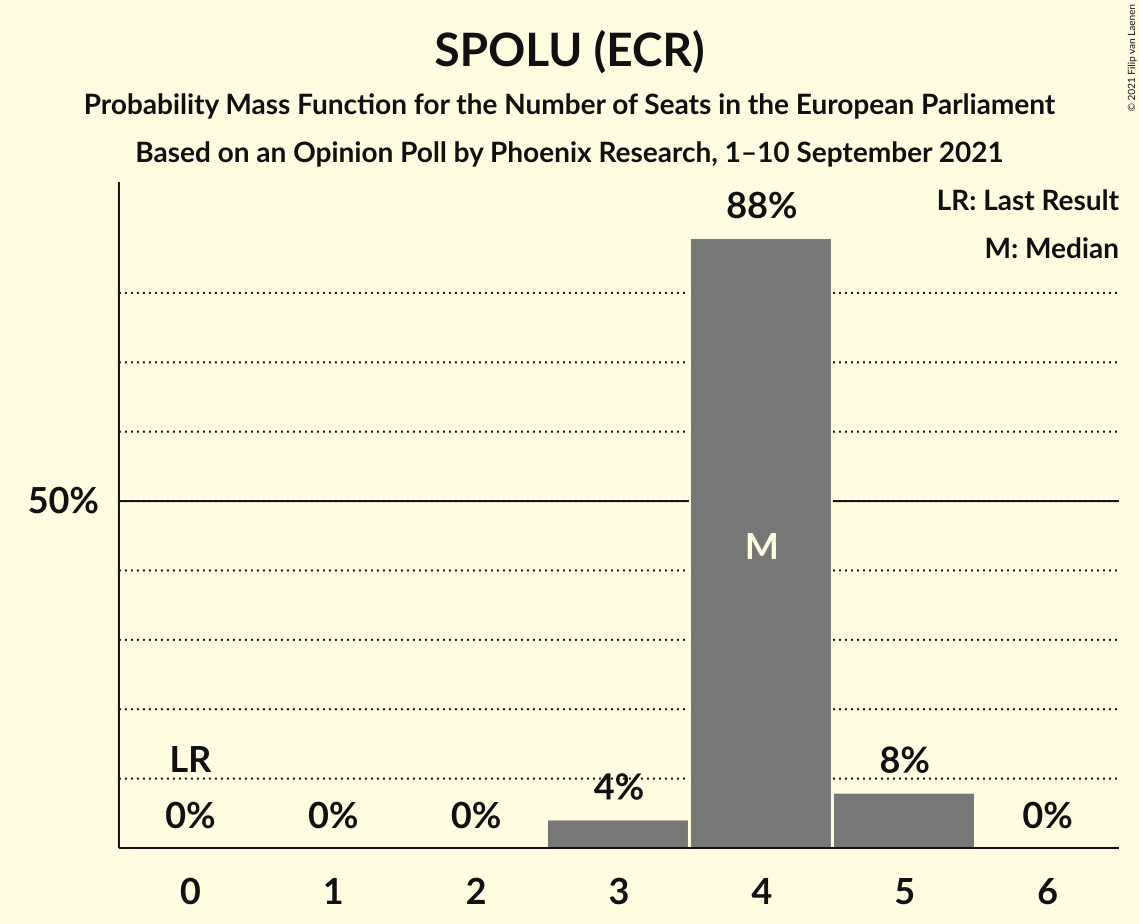 SPOLU (ECR)
Probability Mass Function for the Number of Seats in the European Parliament
Based on an Opinion Poll by Phoenix Research, 1–10 September 2021
© 2021 Filip van Laenen
LR: Last Result
M: Median
88%
50%
M
LR
0%
0%
0%
4%
8%
0%
0 1 2 3 4 5 6